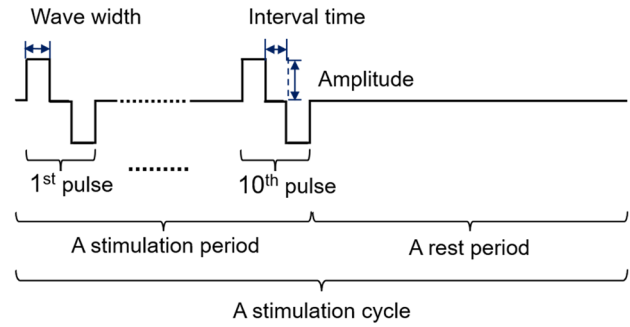 Wave width
Interval time
Amplitude
1st pulse
10th pulse
A stimulation period
A rest period
A stimulation cycle